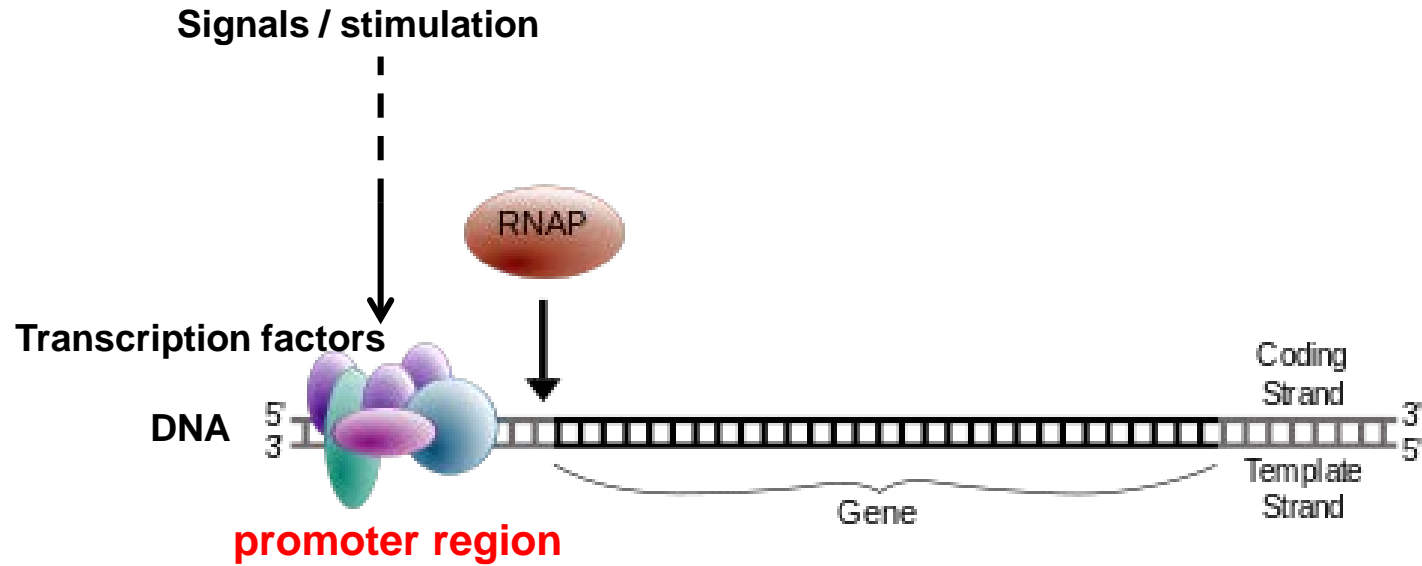 Signals / stimulation
RNAP
Transcription factors
Coding
Strand
DNA
5'
3'
3
5'
Template
Strand
Gene
promoter region